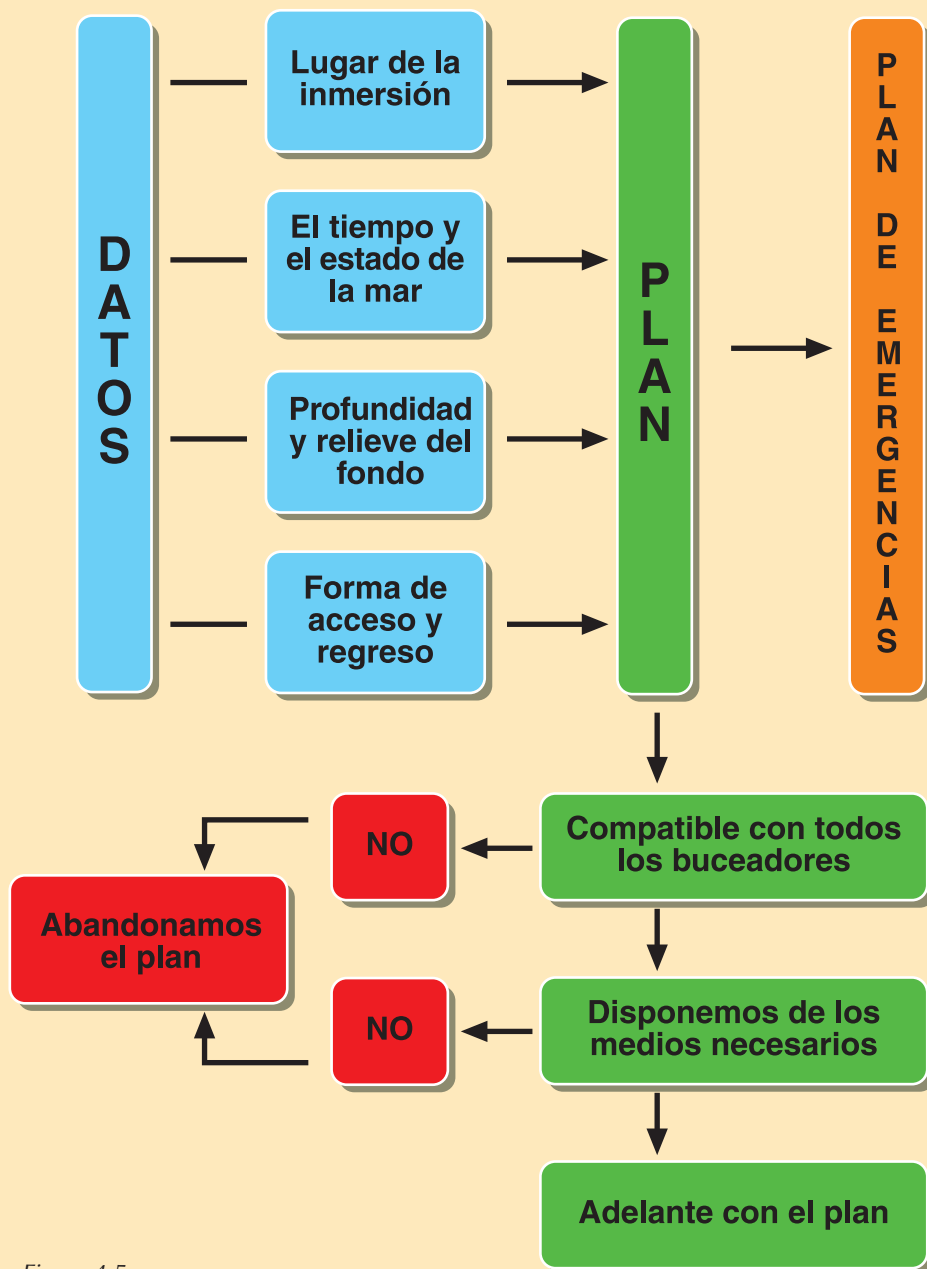 DATOS
Lugar de la
inmersión
El tiempo y
el estado de
la mar
Profundidad
y relieve del
fondo
Forma de
acceso y
regreso
PLAN
PLAN DE EMERGENCIAS
Compatible con todos
los buceadores
NO
Abandonamos
el plan
Disponemos de los
medios necesarios
NO
Adelante con el plan